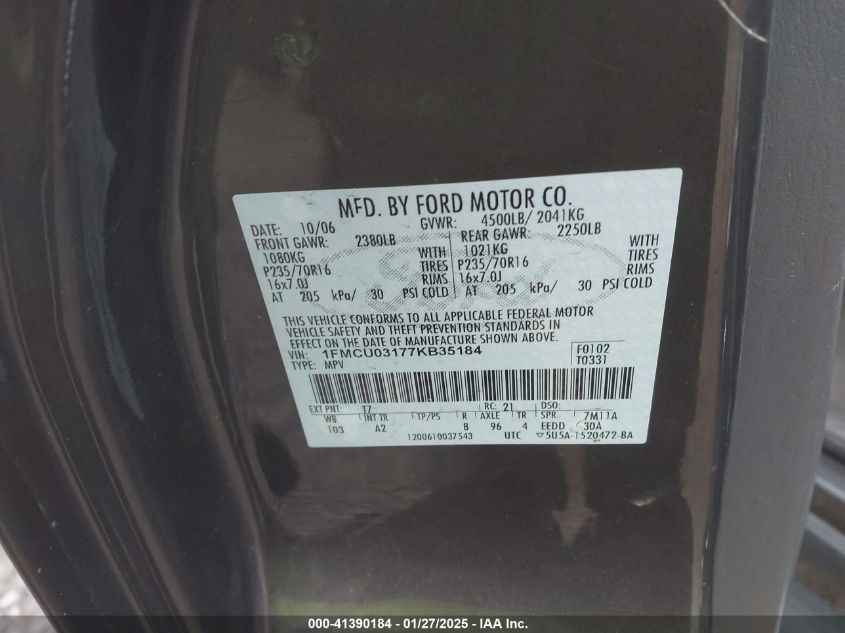 MFD. BY FORD MOTOR CO.
DATE: 10/06 GVWR: 4500LB/ 2041KG
FRONT GAWR: 2380LB REAR GAWR: 2250LB
1080KG WITH 1021KG WITH
P235/70R16 TIRES P235/70R16 TIRES
16x7.0J RIMS 16x7.0J RIMS
AT 205 kPa/ 30 PSI COLD AT 205 kPa/ 30 PSI COLD
THIS VEHICLE CONFORMS TO ALL APPLICABLE FEDERAL MOTOR
VEHICLE SAFETY AND THEFT PREVENTION STANDARDS IN
EFFECT ON THE DATE OF MANUFACTURE SHOWN ABOVE.
VIN: 1FMCU03177KB35184 F0102
TYPE: MPV T0331
EXT PNT: T7 RC: 21 DSO:
WB INT TR TP/PS R AXLE TR SPR 7M11A
T03 A2 B 96 4 EEDD 30A
1200610037543 UTC ▽5U5A-1520472-BA
000-41390184 - 01/27/2025 - IAA Inc.